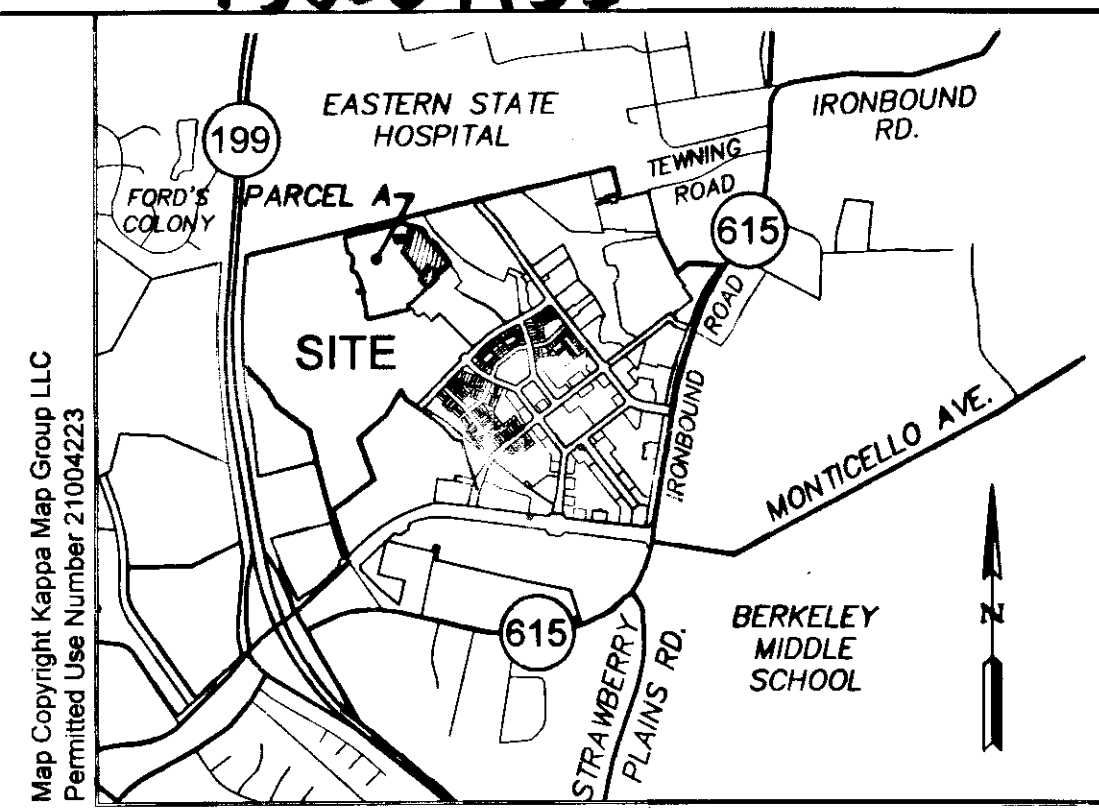 EASTERN STATE
HOSPITAL
IRONBOUND
RD.
199
TEWNING
ROAD
FORD'S
COLONY
PARCEL A
615
ROAD
SITE
IRONBOUND
MONTICELLO AVE.
615
STRAWBERRY
PLAINS RD.
BERKELEY
MIDDLE
SCHOOL
N
Map Copyright Kappa Map Group LLC
Permitted Use Number 21004223